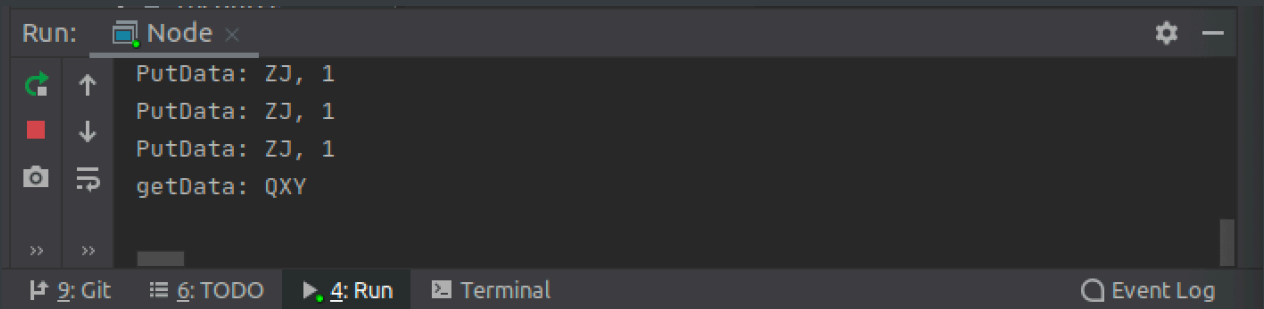 Run: Node
PutData: ZJ, 1
PutData: ZJ, 1
PutData: ZJ, 1
getData: QXY
9: Git 6: TODO 4: Run Terminal Event Log